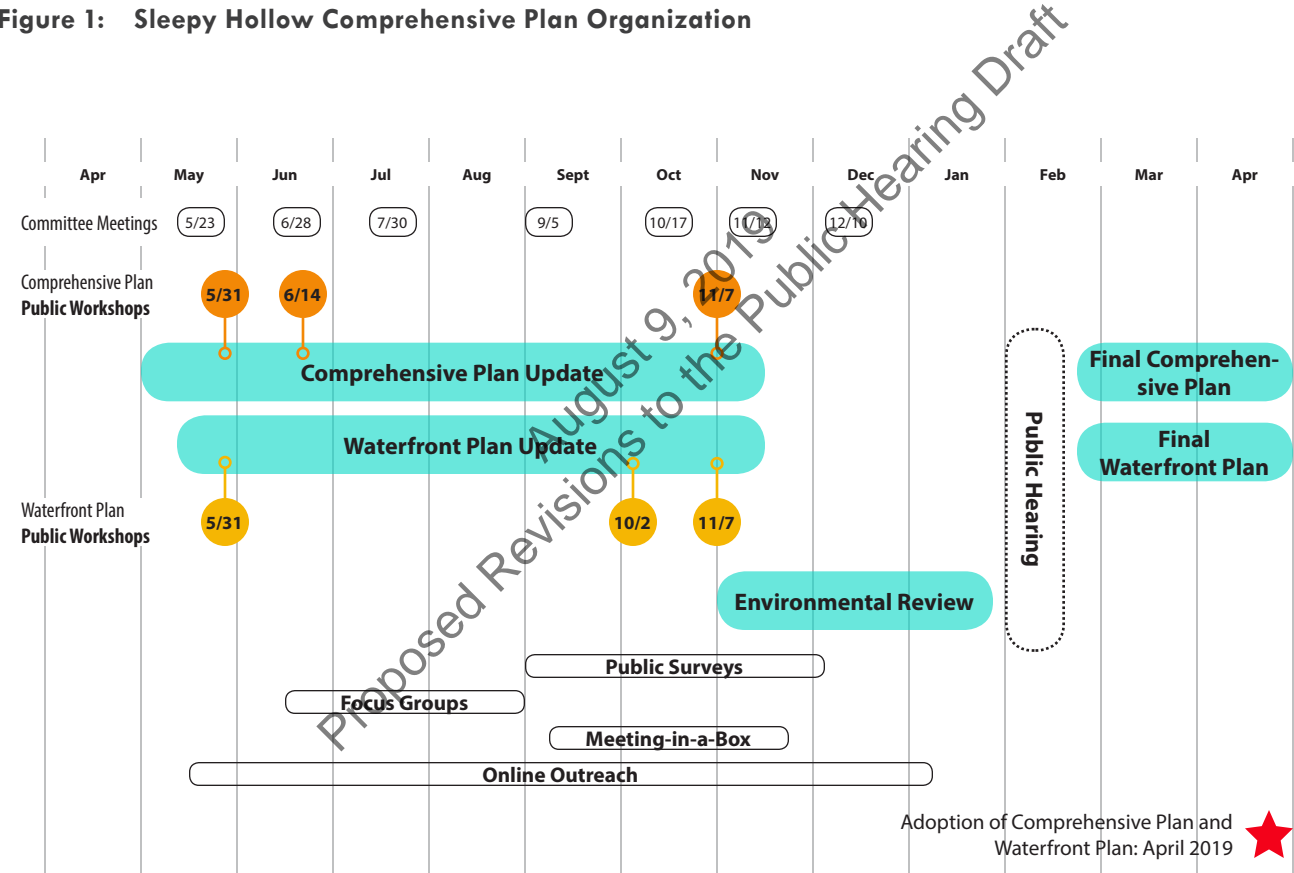 Figure 1: Sleepy Hollow Comprehensive Plan Organization
Apr May Jun Jul Aug Sept Oct Nov Dec Jan Feb Mar Apr
Committee Meetings 5/23 6/28 7/30 9/5 10/17 11/12 12/10
Comprehensive Plan
Public Workshops
5/31 6/14 11/7
Comprehensive Plan Update
Final Comprehen-
sive Plan
Waterfront Plan Update
Final
Waterfront Plan
Public Hearing
Waterfront Plan
Public Workshops
5/31 10/2 11/7
Environmental Review
Public Surveys
Focus Groups
Meeting-in-a-Box
Online Outreach
Adoption of Comprehensive Plan and
Waterfront Plan: April 2019
August 9, 2019
Proposed Revisions to the Public Hearing Draft